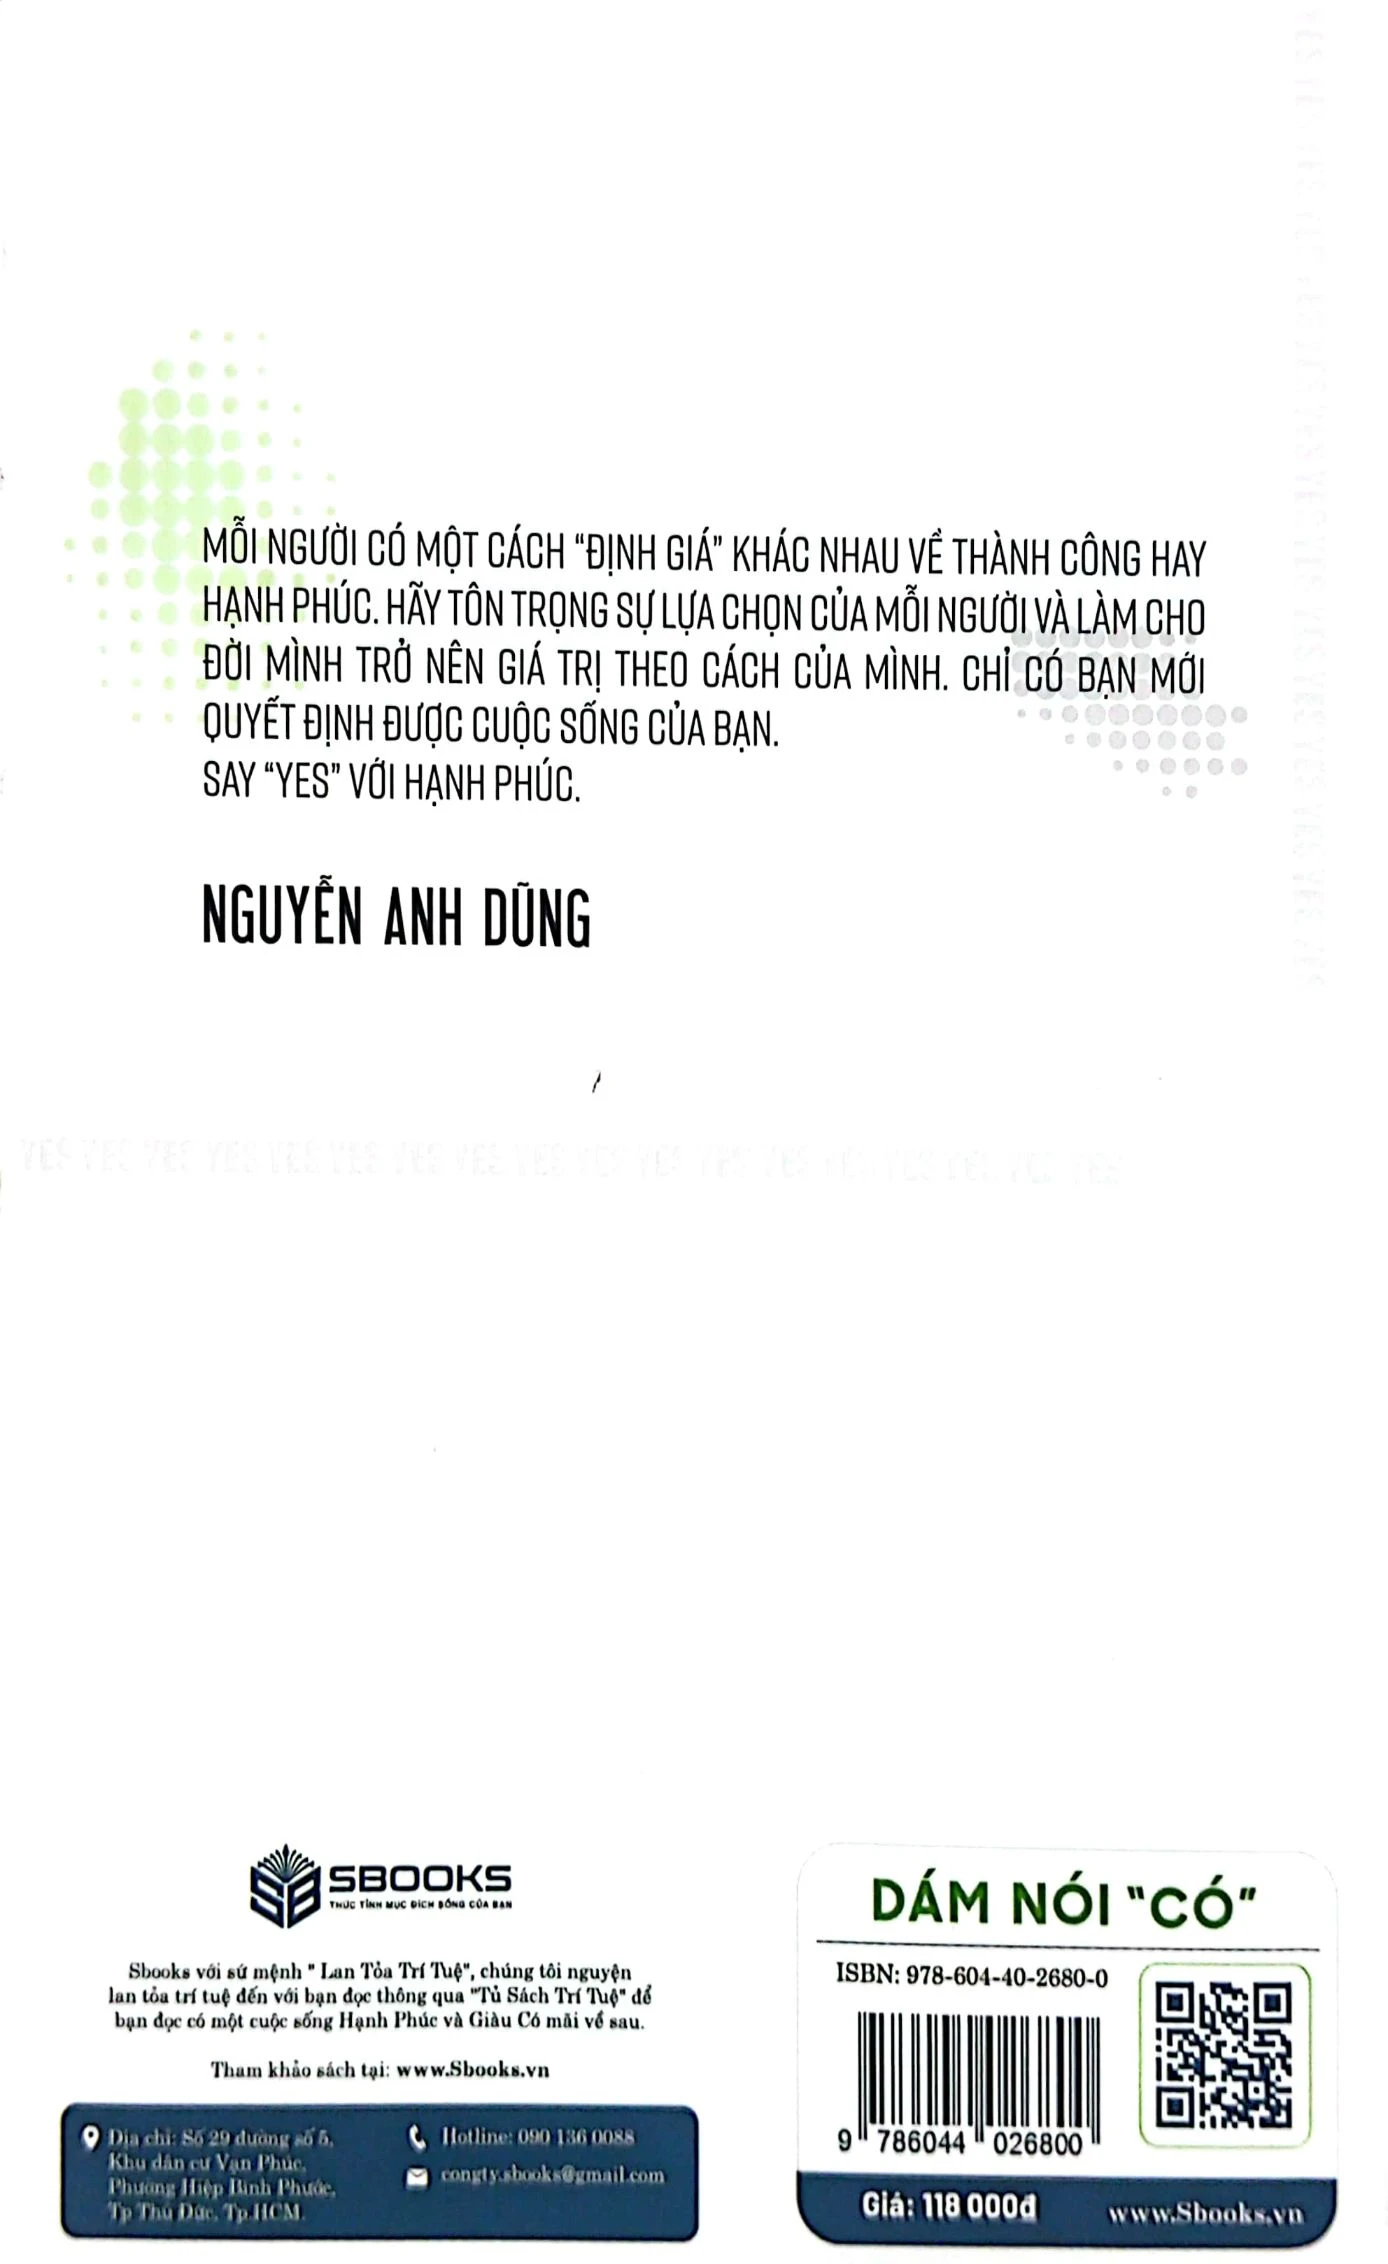 MỖI NGƯỜI CÓ MỘT CÁCH “ĐỊNH GIÁ” KHÁC NHAU VỀ THÀNH CÔNG HAY
HẠNH PHÚC. HÃY TÔN TRỌNG SỰ LỰA CHỌN CỦA MỖI NGƯỜI VÀ LÀM CHO
ĐỜI MÌNH TRỞ NÊN GIÁ TRỊ THEO CÁCH CỦA MÌNH. CHỈ CÓ BẠN MỚI
QUYẾT ĐỊNH ĐƯỢC CUỘC SỐNG CỦA BẠN.
SAY “YES” VỚI HẠNH PHÚC.
NGUYỄN ANH DŨNG
YES YES YES YES YES YES YES YES YES YES YES YES YES YES YES YES YES YES
SBOOKS
THỨC TỈNH MỤC ĐÍCH SỐNG CỦA BẠN
Sbooks với sứ mệnh " Lan Tỏa Trí Tuệ", chúng tôi nguyện
lan tỏa trí tuệ đến với bạn đọc thông qua "Tủ Sách Trí Tuệ" để
bạn đọc có một cuộc sống Hạnh Phúc và Giàu Có mãi về sau.
Tham khảo sách tại: www.Sbooks.vn
Địa chỉ: Số 29 đường số 5,
Khu dân cư Vạn Phúc,
Phường Hiệp Bình Phước,
Tp Thủ Đức, Tp.HCM
Hotline: 090 136 0088
congty.sbooks@gmail.com
DÁM NÓI "CÓ"
ISBN: 978-604-40-2680-0
9 786044 026800
Giá: 118 000đ
www.Sbooks.vn